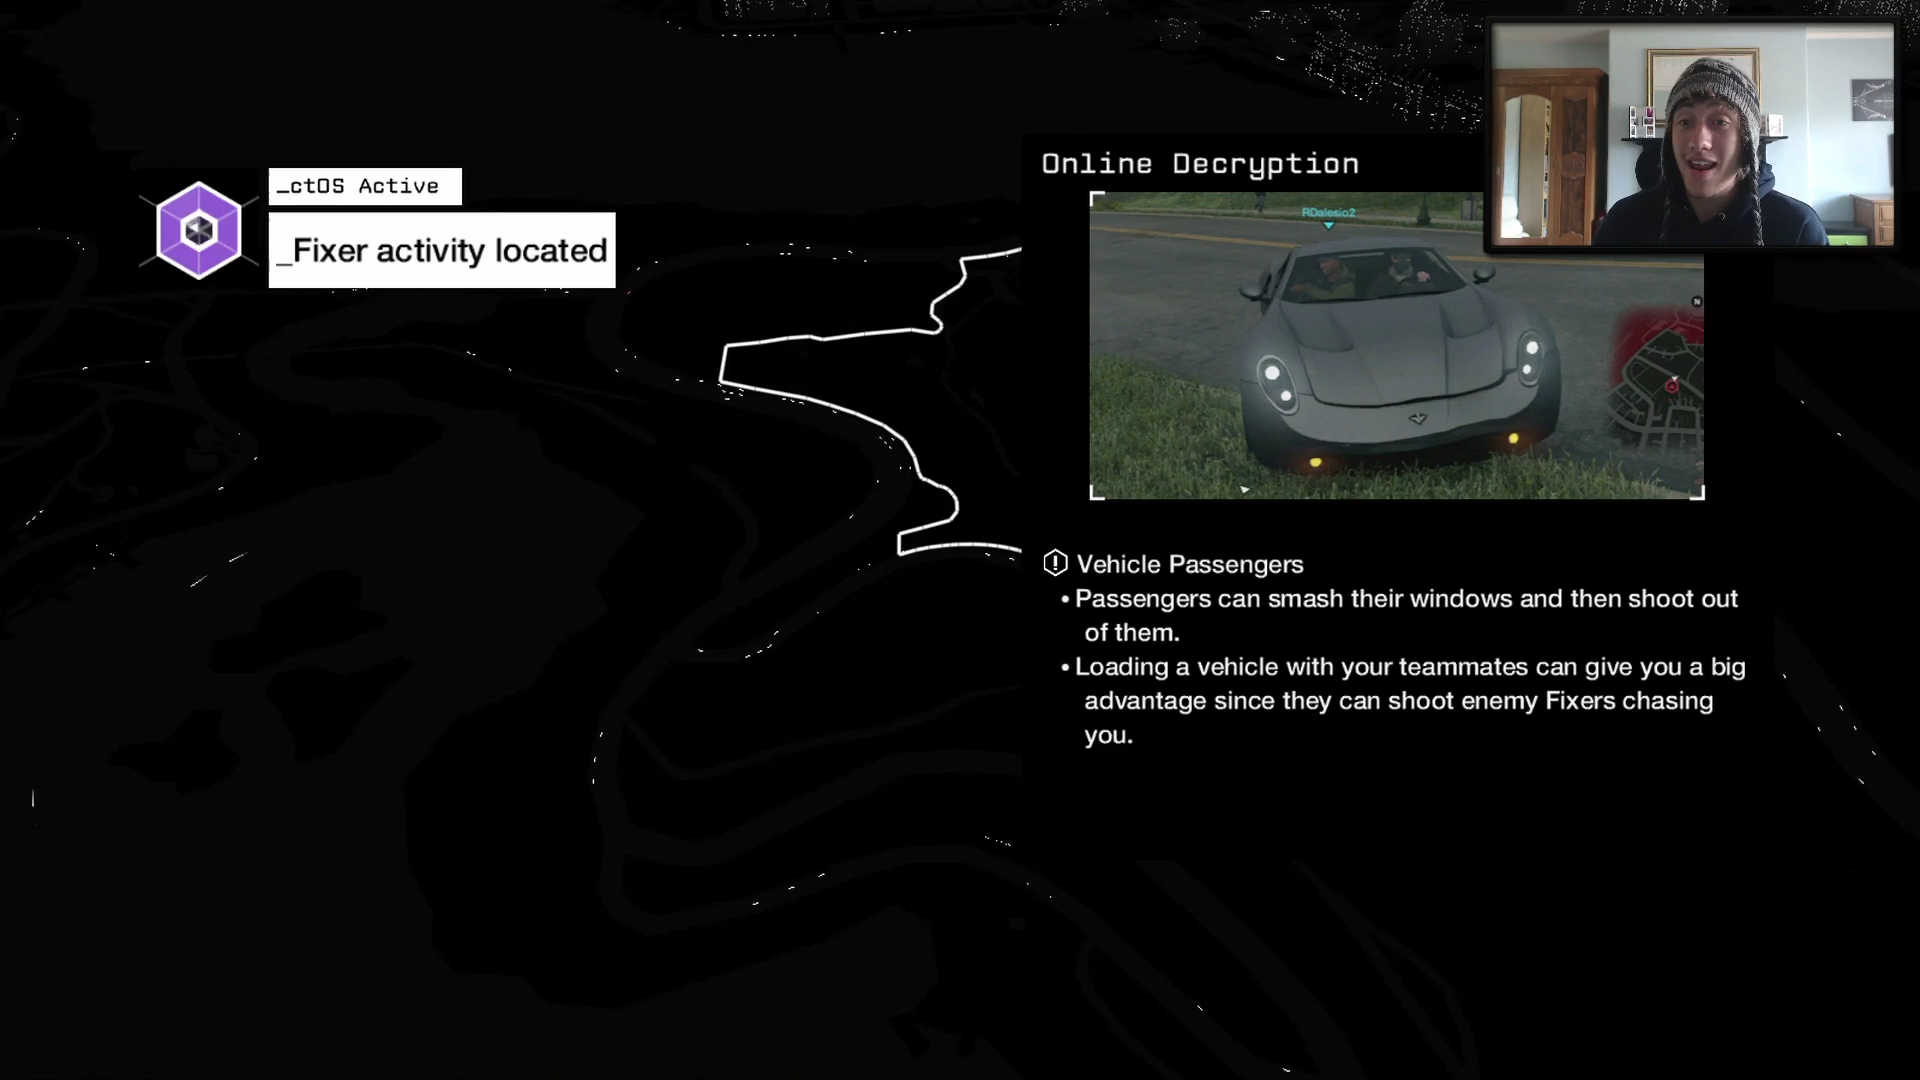 _ctOS Active
_Fixer activity located
Online Decryption
RDalesio2
N
Vehicle Passengers
• Passengers can smash their windows and then shoot out
of them.
• Loading a vehicle with your teammates can give you a big
advantage since they can shoot enemy Fixers chasing
you.